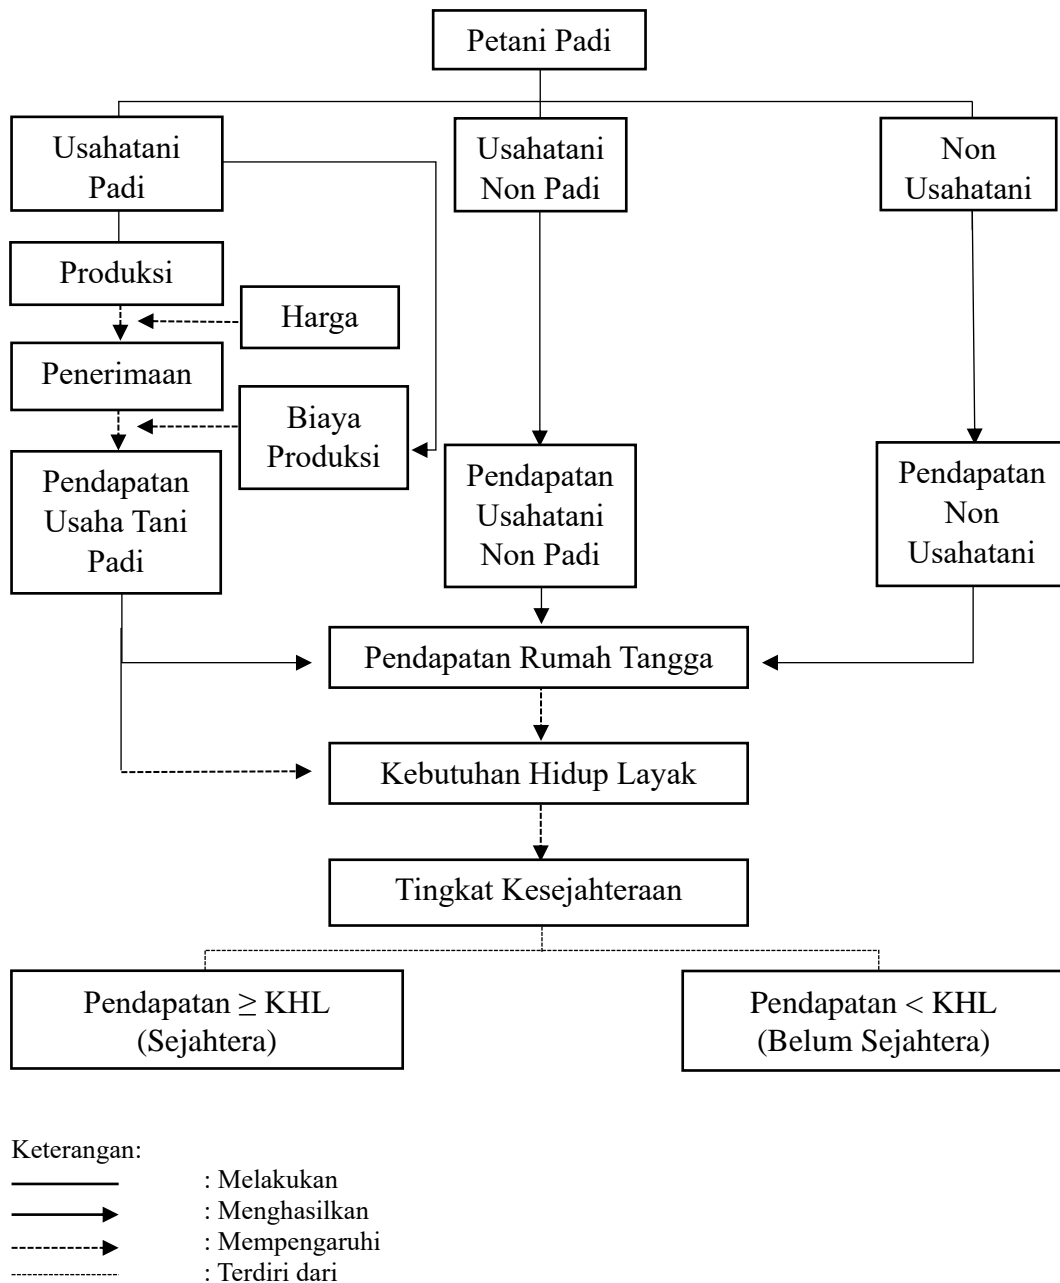 Petani Padi
Usahatani
Padi
Usahatani
Non Padi
Non
Usahatani
Produksi
Harga
Penerimaan
Biaya
Produksi
Pendapatan
Usaha Tani
Padi
Pendapatan
Usahatani
Non Padi
Pendapatan
Non
Usahatani
Pendapatan Rumah Tangga
Kebutuhan Hidup Layak
Tingkat Kesejahteraan
Pendapatan ≥ KHL
(Sejahtera)
Pendapatan < KHL
(Belum Sejahtera)
Keterangan:
: Melakukan
: Menghasilkan
: Mempengaruhi
: Terdiri dari